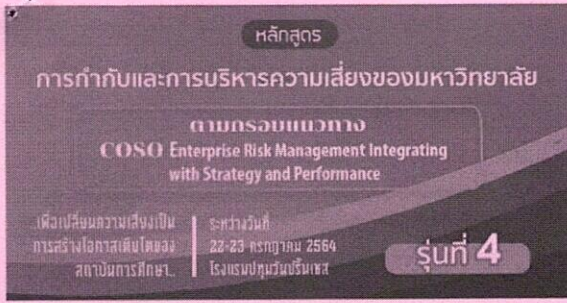 หลักสูตร
การกำกับและการบริหารความเสี่ยงของมหาวิทยาลัย
ตามกรอบแนวทาง
COSO Enterprise Risk Management Integrating
with Strategy and Performance
เพื่อเปลี่ยนความเสี่ยงเป็น
การสร้างโอกาสเติบโตของ
สถาบันการศึกษา..
ระหว่างวันที่
22-23 กรกฎาคม 2564
โรงแรมปทุมวันปริ๊นเซส
รุ่นที่ 4